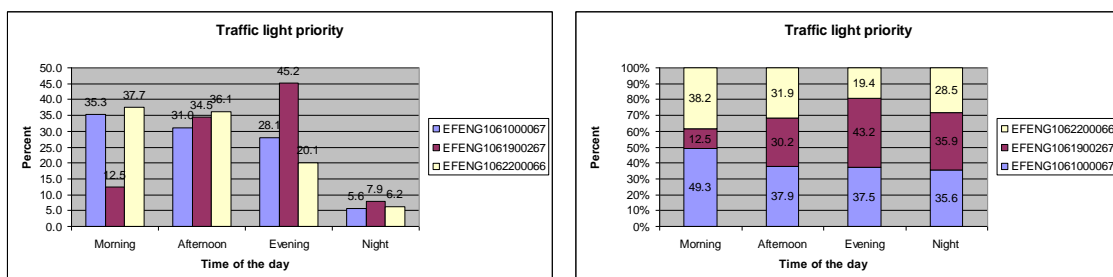 Traffic light priority
50.0
45.0
40.0
35.0
30.0
25.0
20.0
15.0
10.0
5.0
0.0
Percent
35.3
12.5
37.7
31.0
34.5
36.1
28.1
45.2
20.1
5.6
7.9
6.2
Morning Afternoon Evening Night
Time of the day
EFENG1061000067
EFENG1061900267
EFENG1062200066
Traffic light priority
100%
90%
80%
70%
60%
50%
40%
30%
20%
10%
0%
Percent
38.2 31.9 19.4 28.5
12.5 30.2 43.2 35.9
49.3 37.9 37.5 35.6
Morning Afternoon Evening Night
Time of the day
EFENG1062200066
EFENG1061900267
EFENG1061000067